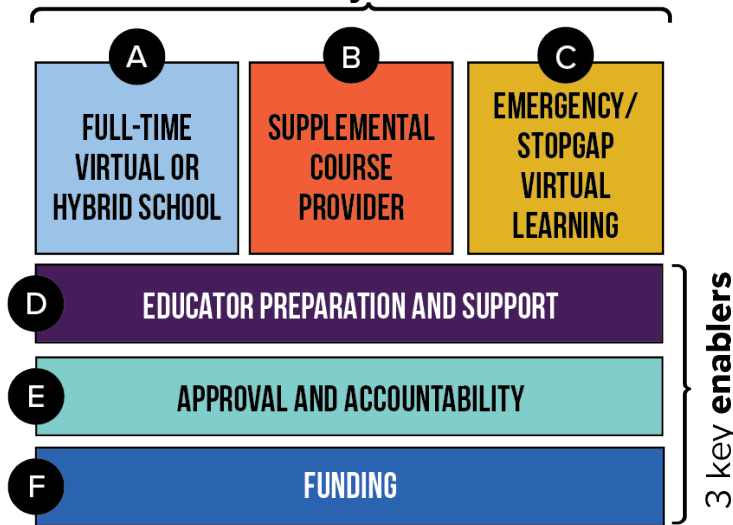 A
B
C
FULL-TIME
VIRTUAL OR
HYBRID SCHOOL
SUPPLEMENTAL
COURSE
PROVIDER
EMERGENCY/
STOPGAP
VIRTUAL
LEARNING
D
EDUCATOR PREPARATION AND SUPPORT
E
APPROVAL AND ACCOUNTABILITY
F
FUNDING
3 key enablers